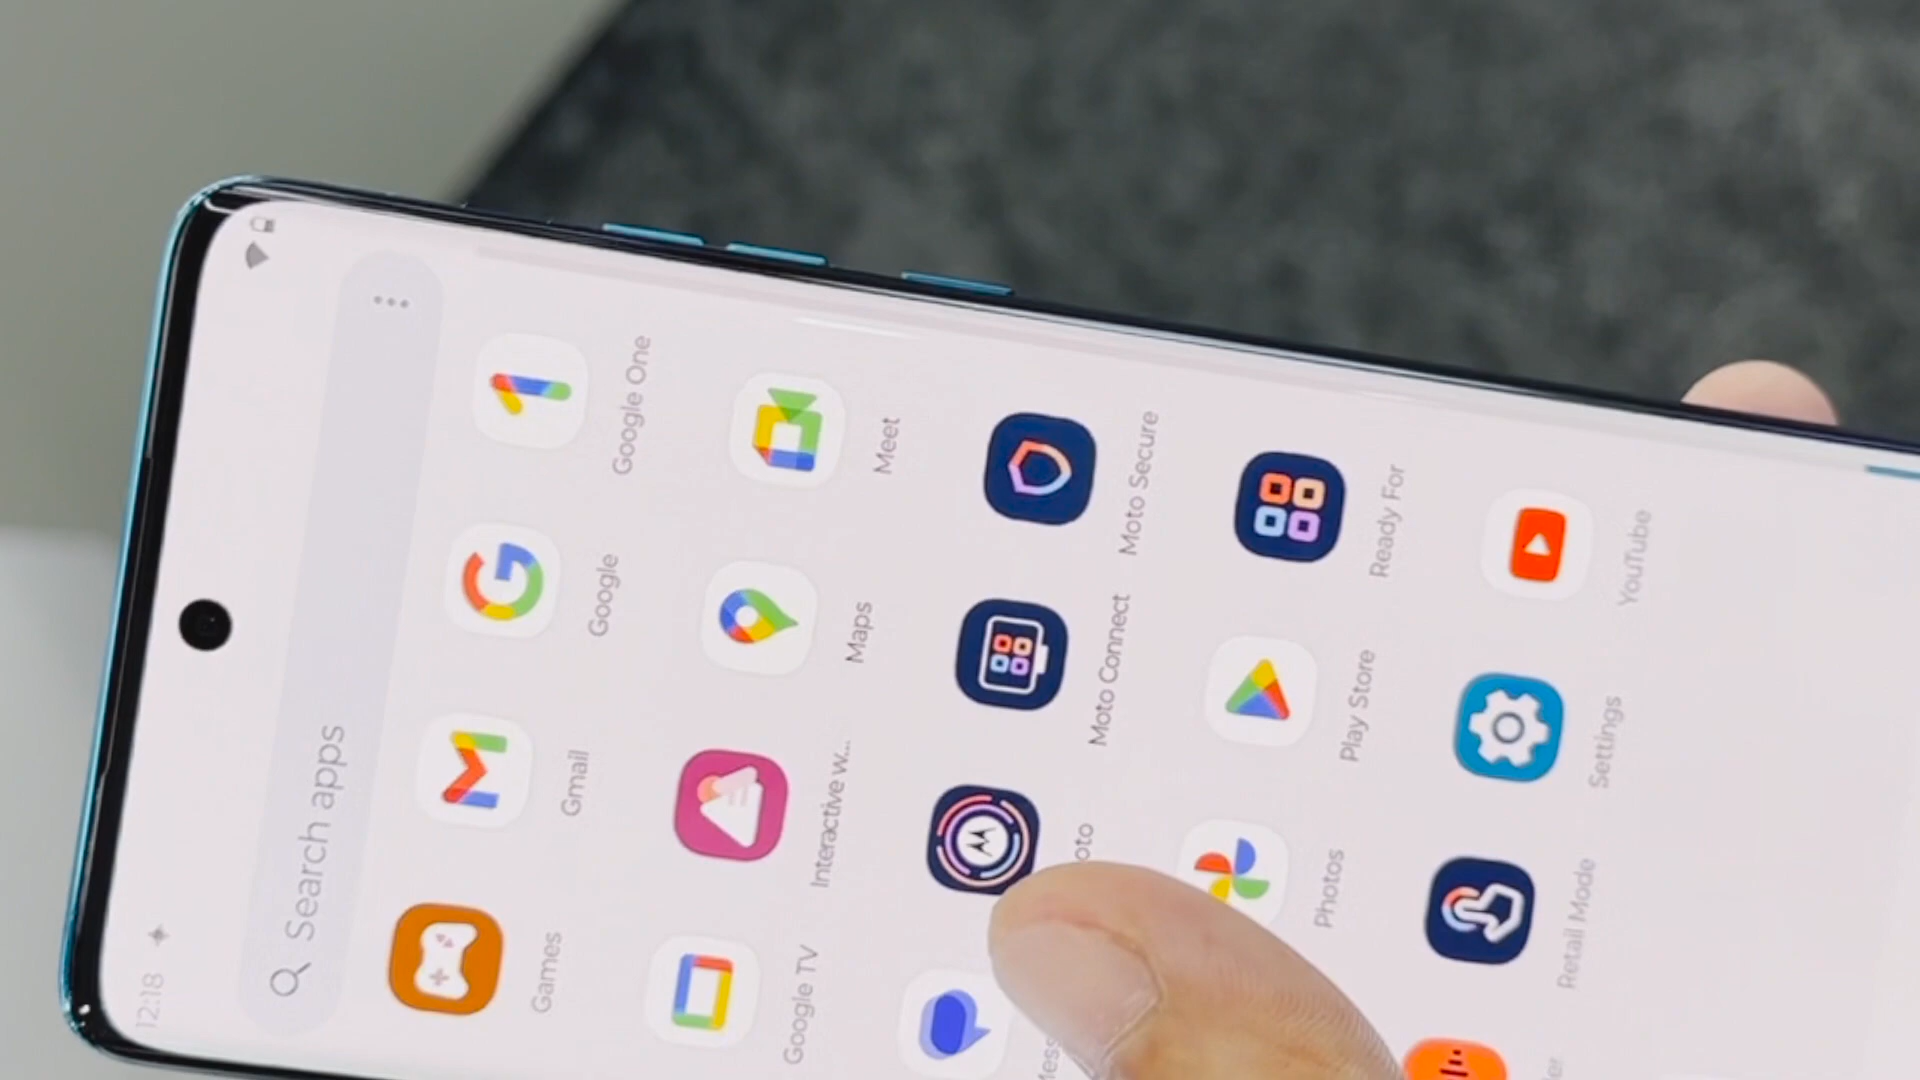 12:18
Search apps
Games
Gmail
Google
Google One
Google TV
Interactive w...
Maps
Meet
Moto Connect
Moto Secure
Photos
Play Store
Ready For
Retail Mode
Settings
YouTube